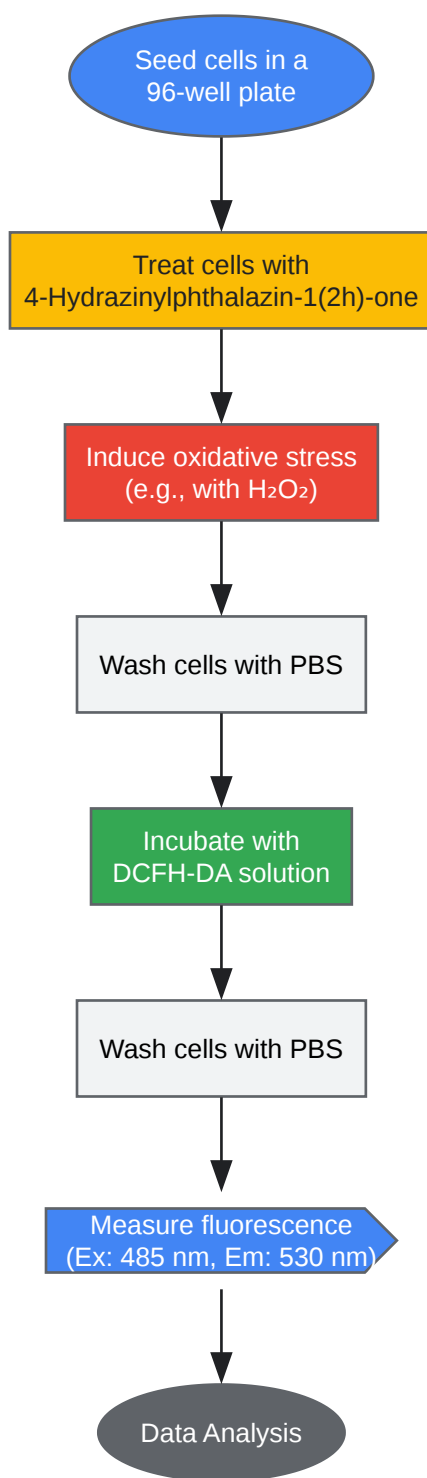 Seed cells in a
96-well plate
Treat cells with
4-Hydrazinylphthalazin-1(2h)-one
Induce oxidative stress
(e.g., with H₂O₂)
Wash cells with PBS
Incubate with
DCFH-DA solution
Wash cells with PBS
Measure fluorescence
(Ex: 485 nm, Em: 530 nm)
Data Analysis